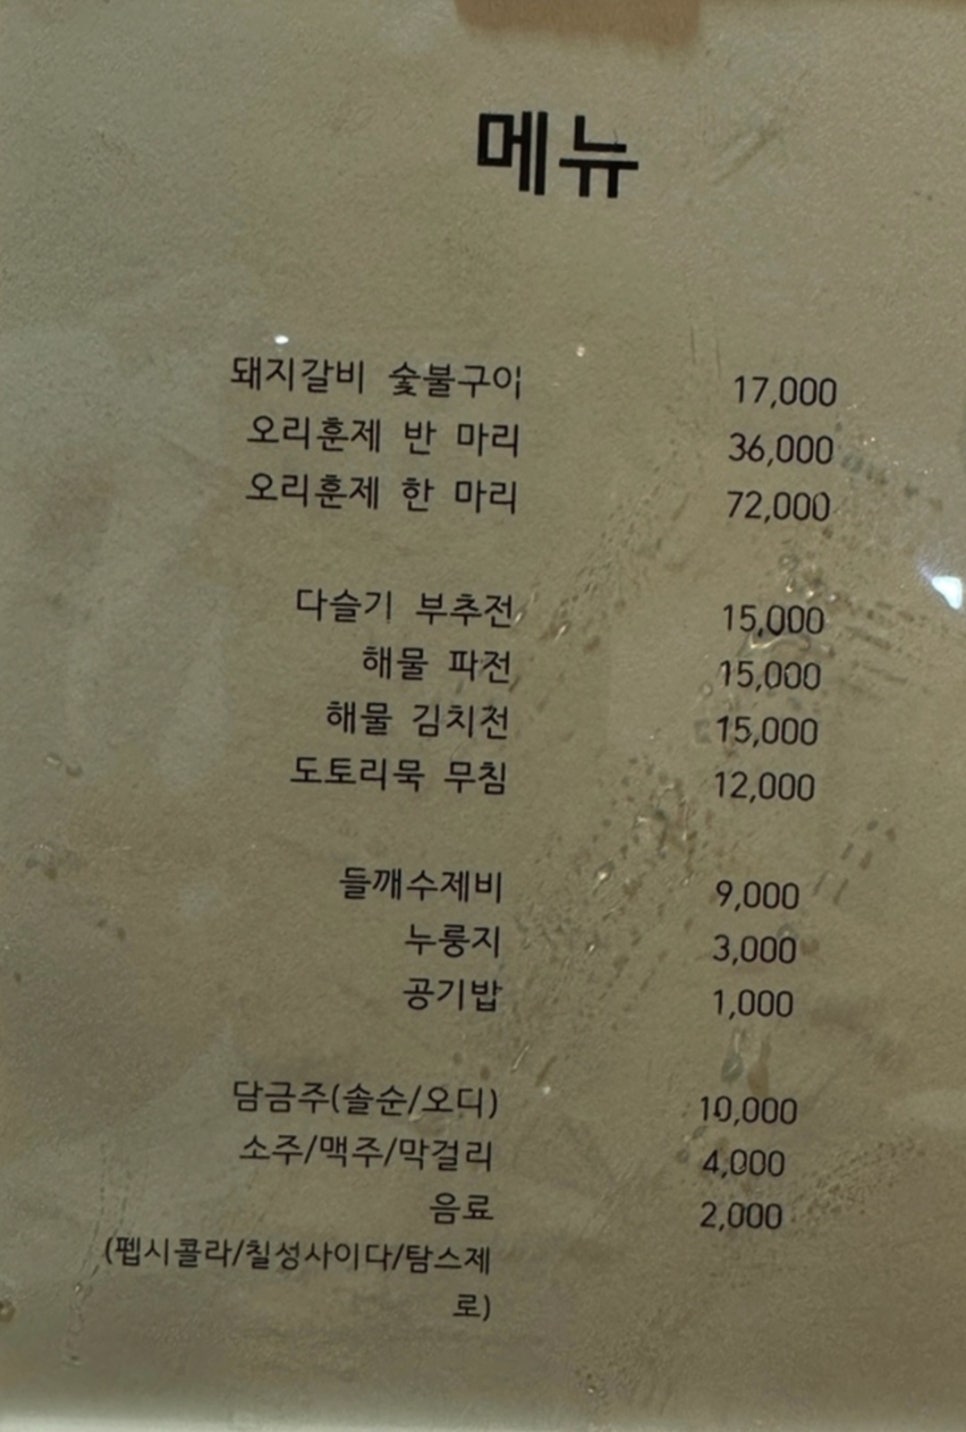 메뉴
돼지갈비 숯불구이 17,000
오리훈제 반 마리 36,000
오리훈제 한 마리 72,000
다슬기 부추전 15,000
해물 파전 15,000
해물 김치전 15,000
도토리묵 무침 12,000
들깨수제비 9,000
누룽지 3,000
공기밥 1,000
담금주(솔순/오디) 10,000
소주/맥주/막걸리 4,000
음료 2,000
(펩시콜라/칠성사이다/탐스제
로)